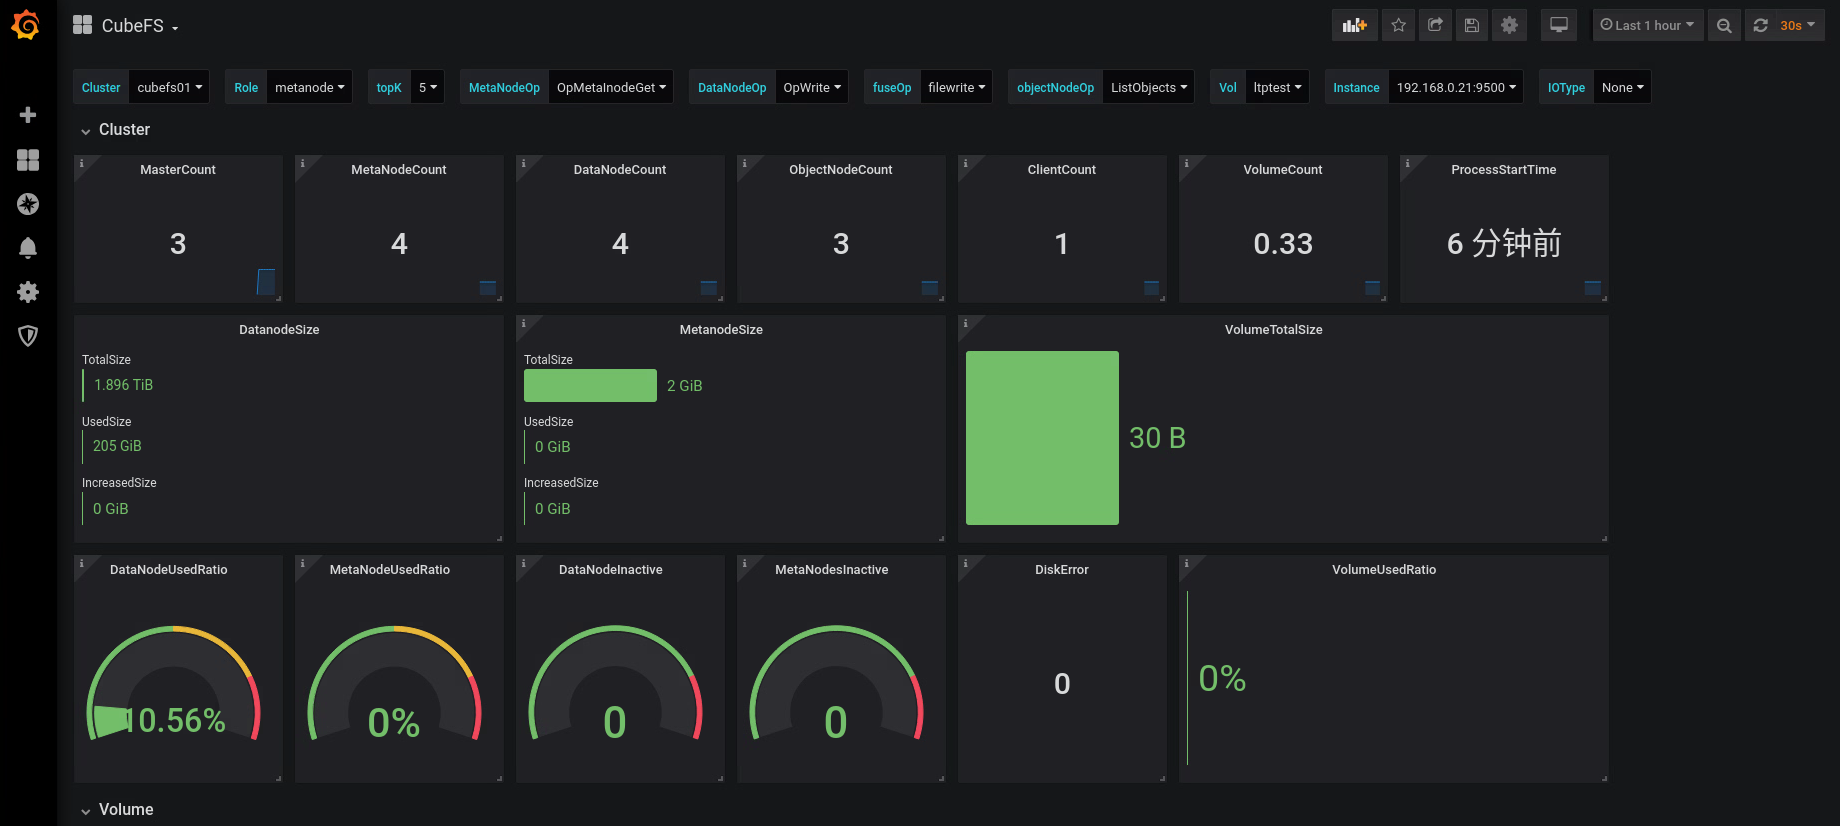 CubeFS
Last 1 hour
30s
Cluster cubefs01
Role metanode
topK 5
MetaNodeOp OpMetaInodeGet
DataNodeOp OpWrite
fuseOp filewrite
objectNodeOp ListObjects
Vol ltptest
Instance 192.168.0.21:9500
IOType None
Cluster
MasterCount
3
MetaNodeCount
4
DataNodeCount
4
ObjectNodeCount
3
ClientCount
1
VolumeCount
0.33
ProcessStartTime
6 分钟前
DatanodeSize
TotalSize
1.896 TiB
UsedSize
205 GiB
IncreasedSize
0 GiB
MetanodeSize
TotalSize
2 GiB
UsedSize
0 GiB
IncreasedSize
0 GiB
VolumeTotalSize
30 B
DataNodeUsedRatio
10.56%
MetaNodeUsedRatio
0%
DataNodeInactive
0
MetaNodesInactive
0
DiskError
0
VolumeUsedRatio
0%
Volume